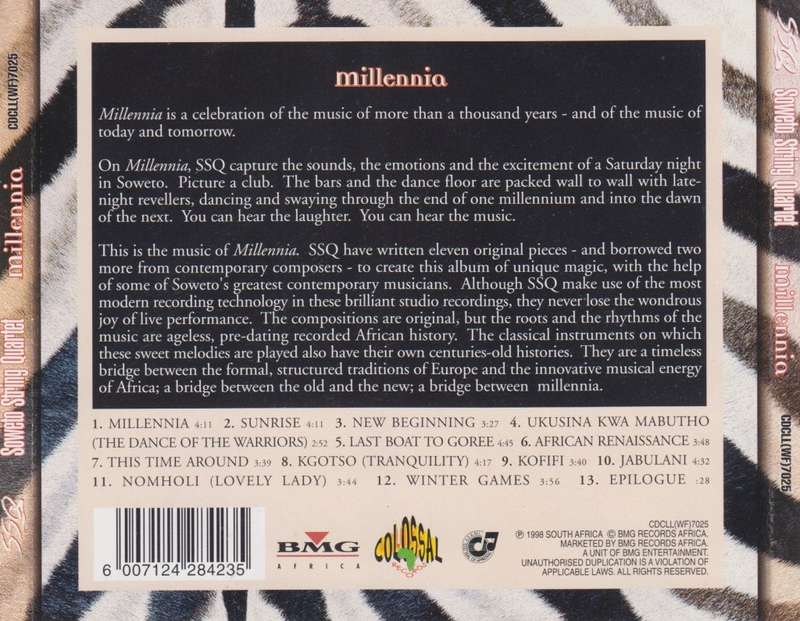 millennia
Millennia is a celebration of the music of more than a thousand years - and of the music of
today and tomorrow.
On Millennia, SSQ capture the sounds, the emotions and the excitement of a Saturday night
in Soweto. Picture a club. The bars and the dance floor are packed wall to wall with late-
night revellers, dancing and swaying through the end of one millennium and into the dawn
of the next. You can hear the laughter. You can hear the music.
This is the music of Millennia. SSQ have written eleven original pieces - and borrowed two
more from contemporary composers - to create this album of unique magic, with the help
of some of Soweto's greatest contemporary musicians. Although SSQ make use of the most
modern recording technology in these brilliant studio recordings, they never lose the wondrous
joy of live performance. The compositions are original, but the roots and the rhythms of the
music are ageless, pre-dating recorded African history. The classical instruments on which
these sweet melodies are played also have their own centuries-old histories. They are a timeless
bridge between the formal, structured traditions of Europe and the innovative musical energy
of Africa; a bridge between the old and the new; a bridge between millennia.
1. MILLENNIA 4:11 2. SUNRISE 4:11 3. NEW BEGINNING 3:27 4. UKUSINA KWA MABUTHO
(THE DANCE OF THE WARRIORS) 2:52 5. LAST BOAT TO GOREE 4:45 6. AFRICAN RENAISSANCE 3:48
7. THIS TIME AROUND 3:39 8. KGOTSO (TRANQUILITY) 4:17 9. KOFIFI 3:40 10. JABULANI 4:32
11. NOMHOLI (LOVELY LADY) 3:44 12. WINTER GAMES 3:56 13. EPILOGUE :28
6 007124 284235
BMG
AFRICA
COLOSSAL
RECORDS
CDCLL(WF)7025
℗ 1998 SOUTH AFRICA © BMG RECORDS AFRICA.
MARKETED BY BMG RECORDS AFRICA.
A UNIT OF BMG ENTERTAINMENT.
UNAUTHORISED DUPLICATION IS A VIOLATION OF
APPLICABLE LAWS. ALL RIGHTS RESERVED.
SSQ Soweto String Quartet millennia CDCLL(WF)7025
SSQ Soweto String Quartet millennia CDCLL(WF)7025